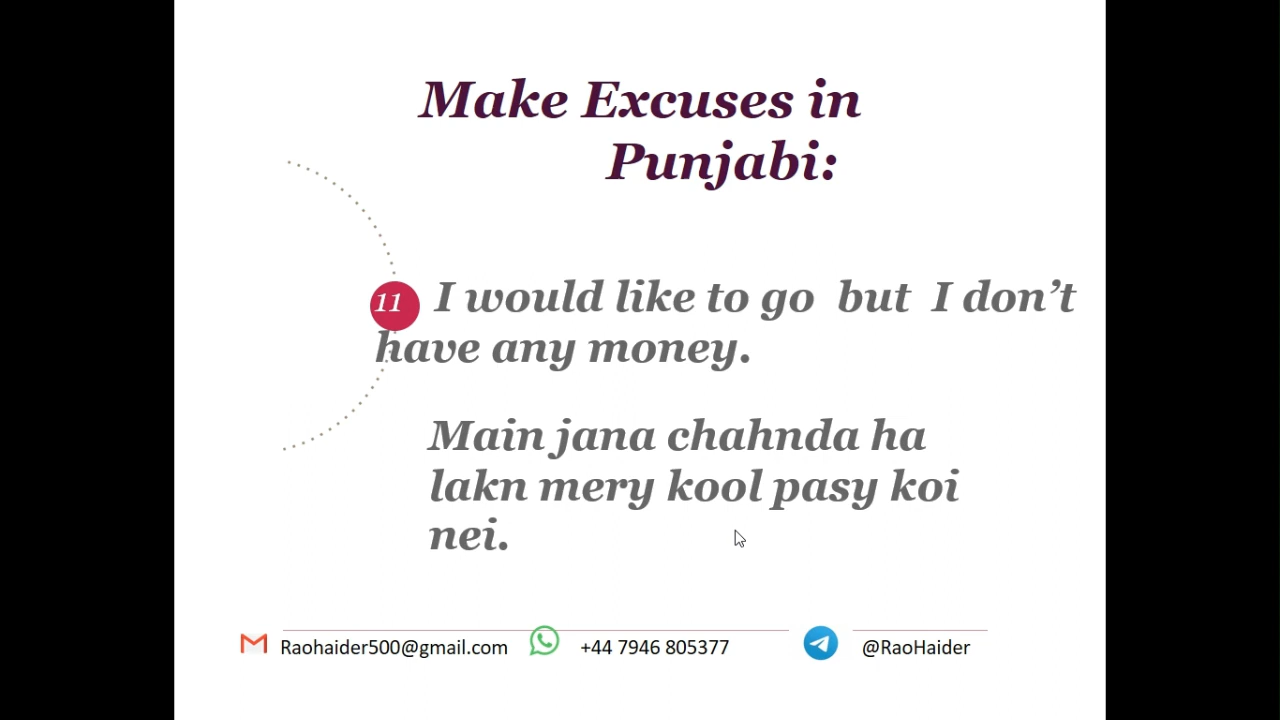 Make Excuses in
Punjabi:
11 I would like to go but I don’t
have any money.
Main jana chahnda ha
lakn mery kool pasy koi
nei.
Raohaider500@gmail.com +44 7946 805377 @RaoHaider